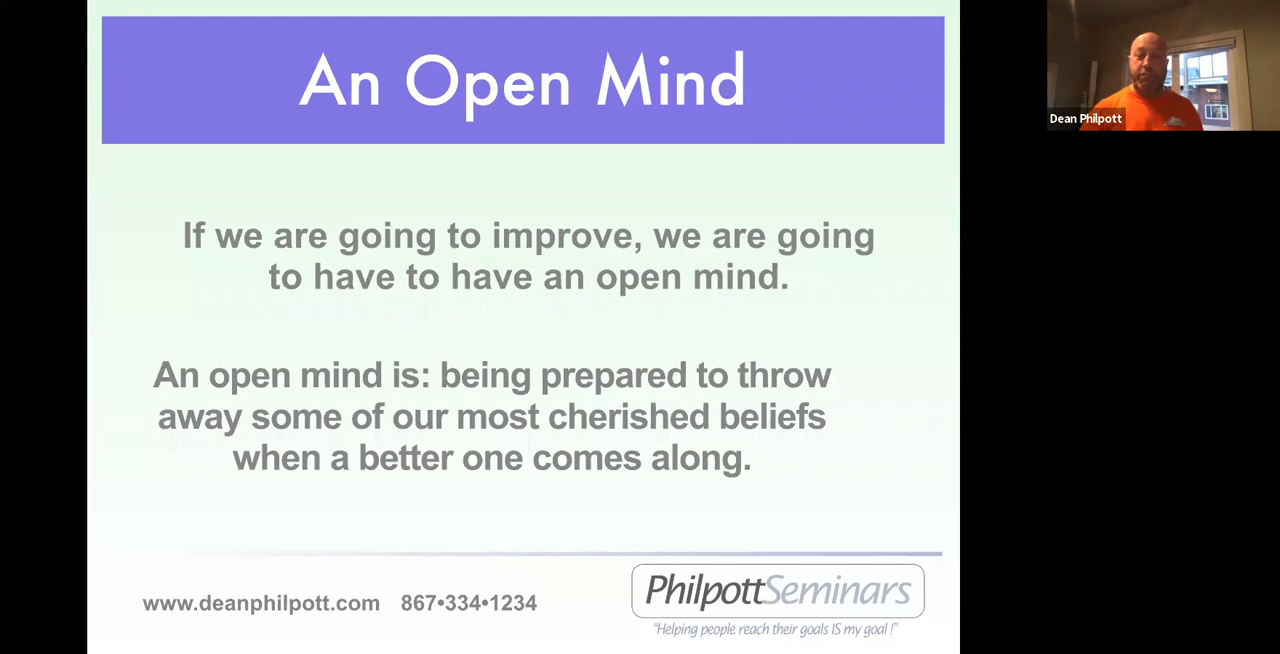 An Open Mind
If we are going to improve, we are going
to have to have an open mind.
An open mind is: being prepared to throw
away some of our most cherished beliefs
when a better one comes along.
www.deanphilpott.com 867•334•1234
PhilpottSeminars
"Helping people reach their goals IS my goal !"
Dean Philpott